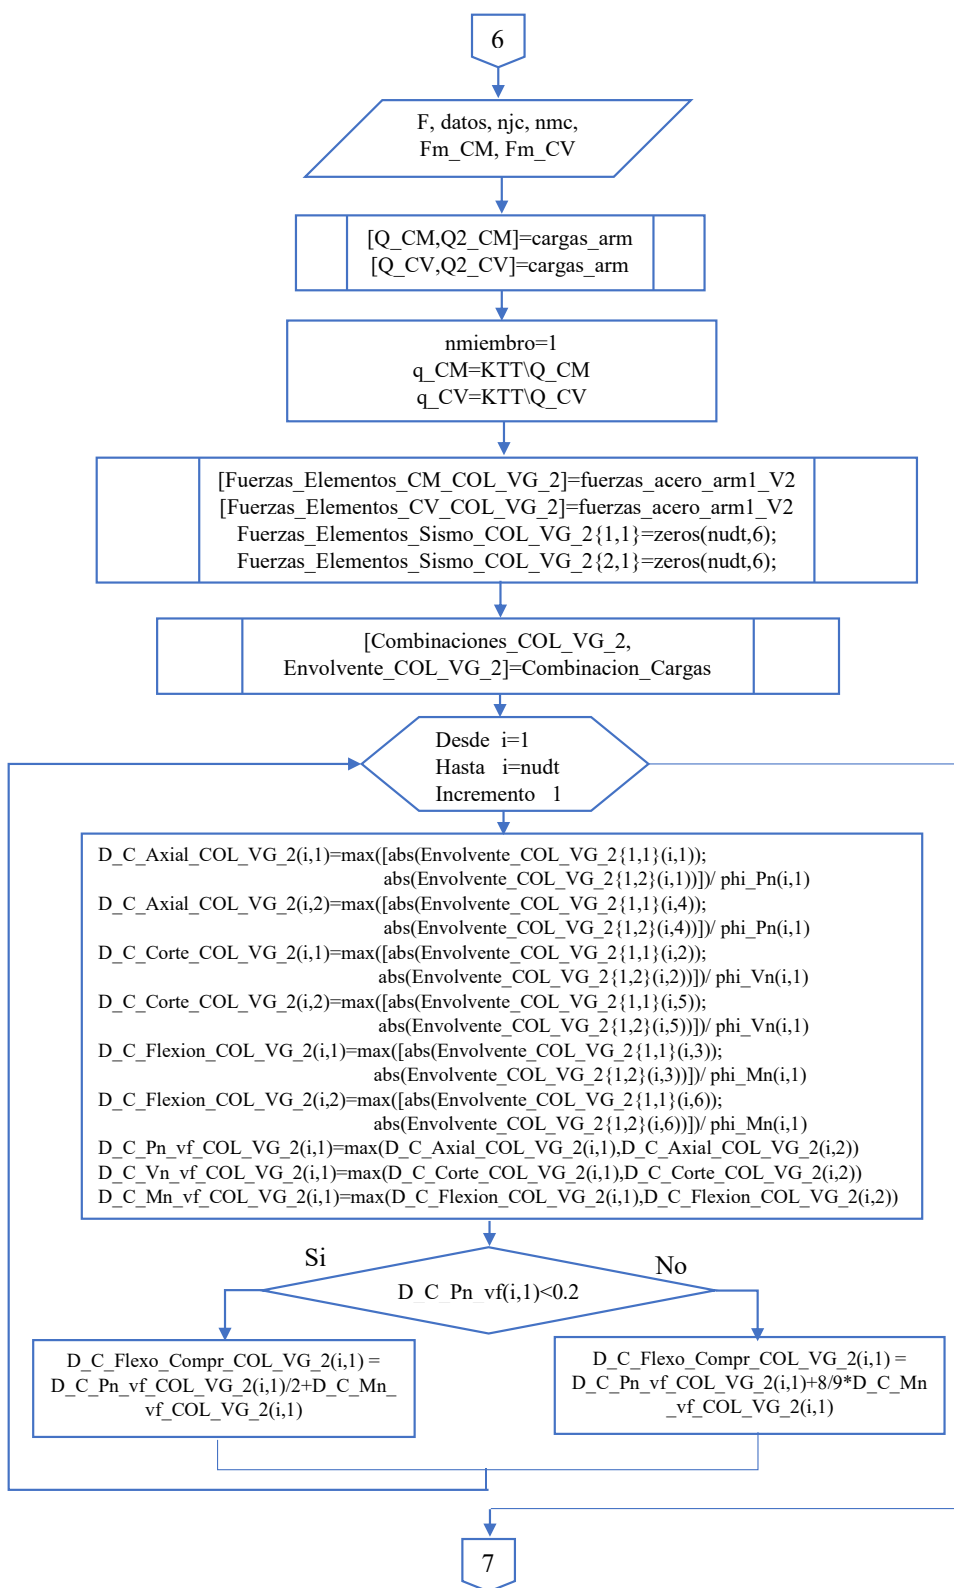 6
F, datos, njc, nmc,
Fm_CM, Fm_CV
[Q_CM,Q2_CM]=cargas_arm
[Q_CV,Q2_CV]=cargas_arm
nmiembro=1
q_CM=KTT\Q_CM
q_CV=KTT\Q_CV
[Fuerzas_Elementos_CM_COL_VG_2]=fuerzas_acero_arm1_V2
[Fuerzas_Elementos_CV_COL_VG_2]=fuerzas_acero_arm1_V2
Fuerzas_Elementos_Sismo_COL_VG_2{1,1}=zeros(nudt,6);
Fuerzas_Elementos_Sismo_COL_VG_2{2,1}=zeros(nudt,6);
[Combinaciones_COL_VG_2,
Envolvente_COL_VG_2]=Combinacion_Cargas
Desde i=1
Hasta i=nudt
Incremento 1
D_C_Axial_COL_VG_2(i,1)=max([abs(Envolvente_COL_VG_2{1,1}(i,1));
abs(Envolvente_COL_VG_2{1,2}(i,1))])/ phi_Pn(i,1)
D_C_Axial_COL_VG_2(i,2)=max([abs(Envolvente_COL_VG_2{1,1}(i,4));
abs(Envolvente_COL_VG_2{1,2}(i,4))])/ phi_Pn(i,1)
D_C_Corte_COL_VG_2(i,1)=max([abs(Envolvente_COL_VG_2{1,1}(i,2));
abs(Envolvente_COL_VG_2{1,2}(i,2))])/ phi_Vn(i,1)
D_C_Corte_COL_VG_2(i,2)=max([abs(Envolvente_COL_VG_2{1,1}(i,5));
abs(Envolvente_COL_VG_2{1,2}(i,5))])/ phi_Vn(i,1)
D_C_Flexion_COL_VG_2(i,1)=max([abs(Envolvente_COL_VG_2{1,1}(i,3));
abs(Envolvente_COL_VG_2{1,2}(i,3))])/ phi_Mn(i,1)
D_C_Flexion_COL_VG_2(i,2)=max([abs(Envolvente_COL_VG_2{1,1}(i,6));
abs(Envolvente_COL_VG_2{1,2}(i,6))])/ phi_Mn(i,1)
D_C_Pn_vf_COL_VG_2(i,1)=max(D_C_Axial_COL_VG_2(i,1),D_C_Axial_COL_VG_2(i,2))
D_C_Vn_vf_COL_VG_2(i,1)=max(D_C_Corte_COL_VG_2(i,1),D_C_Corte_COL_VG_2(i,2))
D_C_Mn_vf_COL_VG_2(i,1)=max(D_C_Flexion_COL_VG_2(i,1),D_C_Flexion_COL_VG_2(i,2))
Si
No
D_C_Pn_vf(i,1)<0.2
D_C_Flexo_Compr_COL_VG_2(i,1) =
D_C_Pn_vf_COL_VG_2(i,1)/2+D_C_Mn_
vf_COL_VG_2(i,1)
D_C_Flexo_Compr_COL_VG_2(i,1) =
D_C_Pn_vf_COL_VG_2(i,1)+8/9*D_C_Mn
_vf_COL_VG_2(i,1)
7